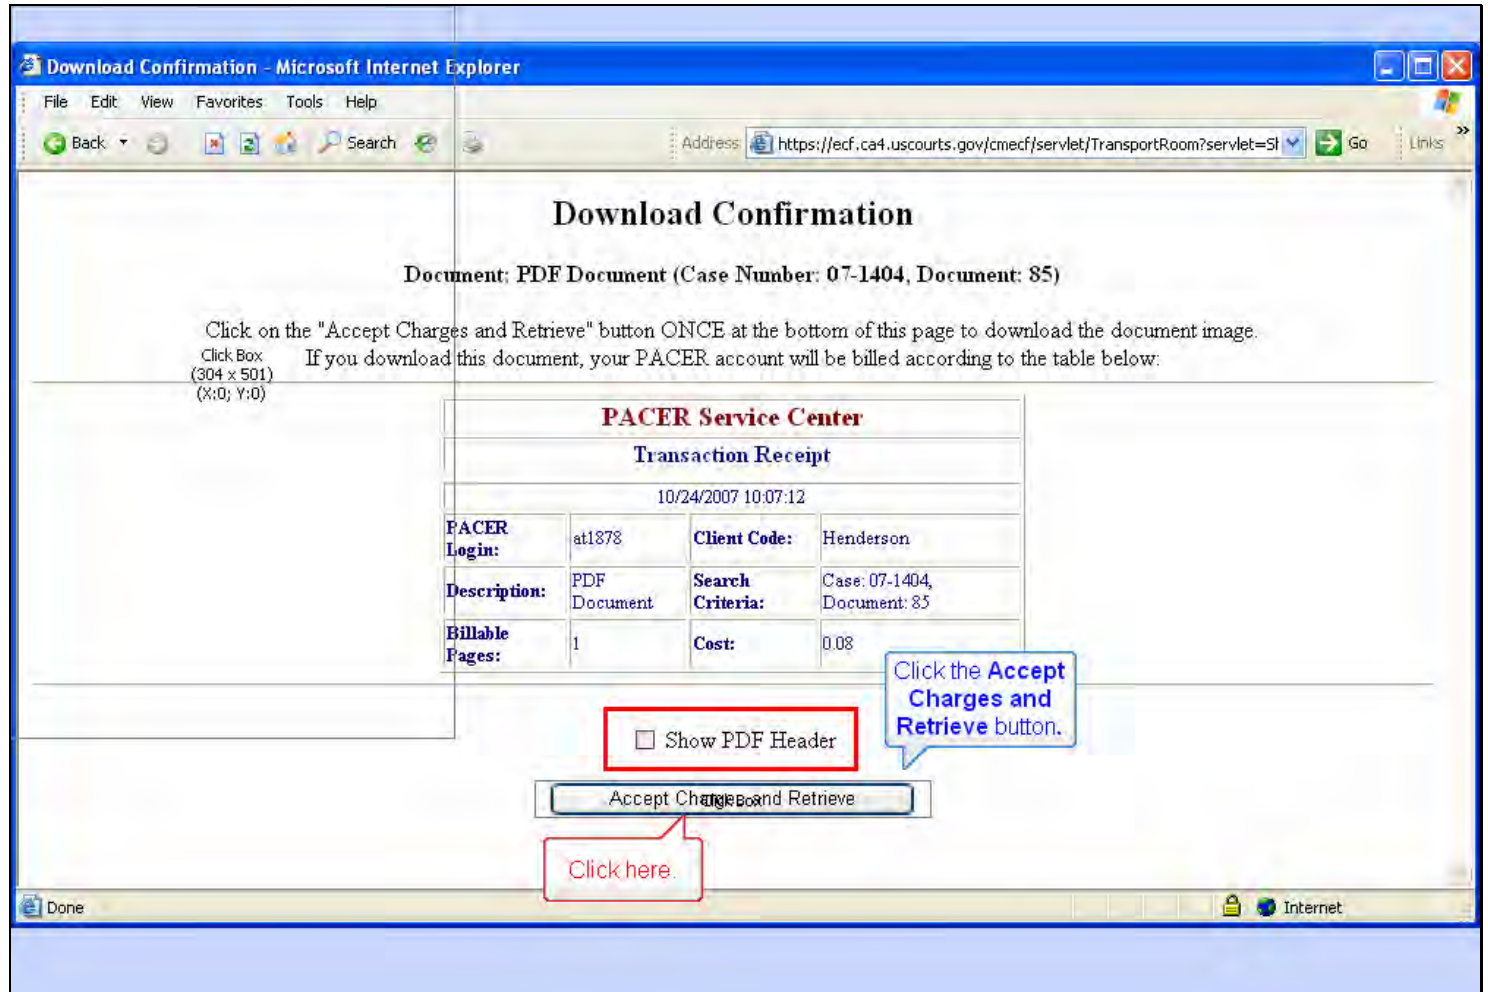 Download Confirmation - Microsoft Internet Explorer
File Edit View Favorites Tools Help
Back Search Address https://ecf.ca4.uscourts.gov/cmecf/servlet/TransportRoom?servlet=Sh Go Links »
Download Confirmation
Document: PDF Document (Case Number: 07-1404, Document: 85)
Click on the "Accept Charges and Retrieve" button ONCE at the bottom of this page to download the document image.
If you download this document, your PACER account will be billed according to the table below:
Click Box
(304 x 501)
(X:0; Y:0)
PACER Service Center
Transaction Receipt
10/24/2007 10:07:12
PACER Login: at1878 Client Code: Henderson
Description: PDF Document Search Criteria: Case: 07-1404, Document: 85
Billable Pages: 1 Cost: 0.08
Click the Accept
Charges and
Retrieve button.
Show PDF Header
Accept Charges and Retrieve
Click Box
Click here.
Done Internet